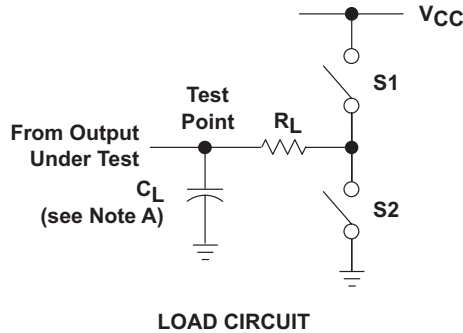 VCC
S1
Test
Point
RL
From Output
Under Test
CL
(see Note A)
S2
LOAD CIRCUIT